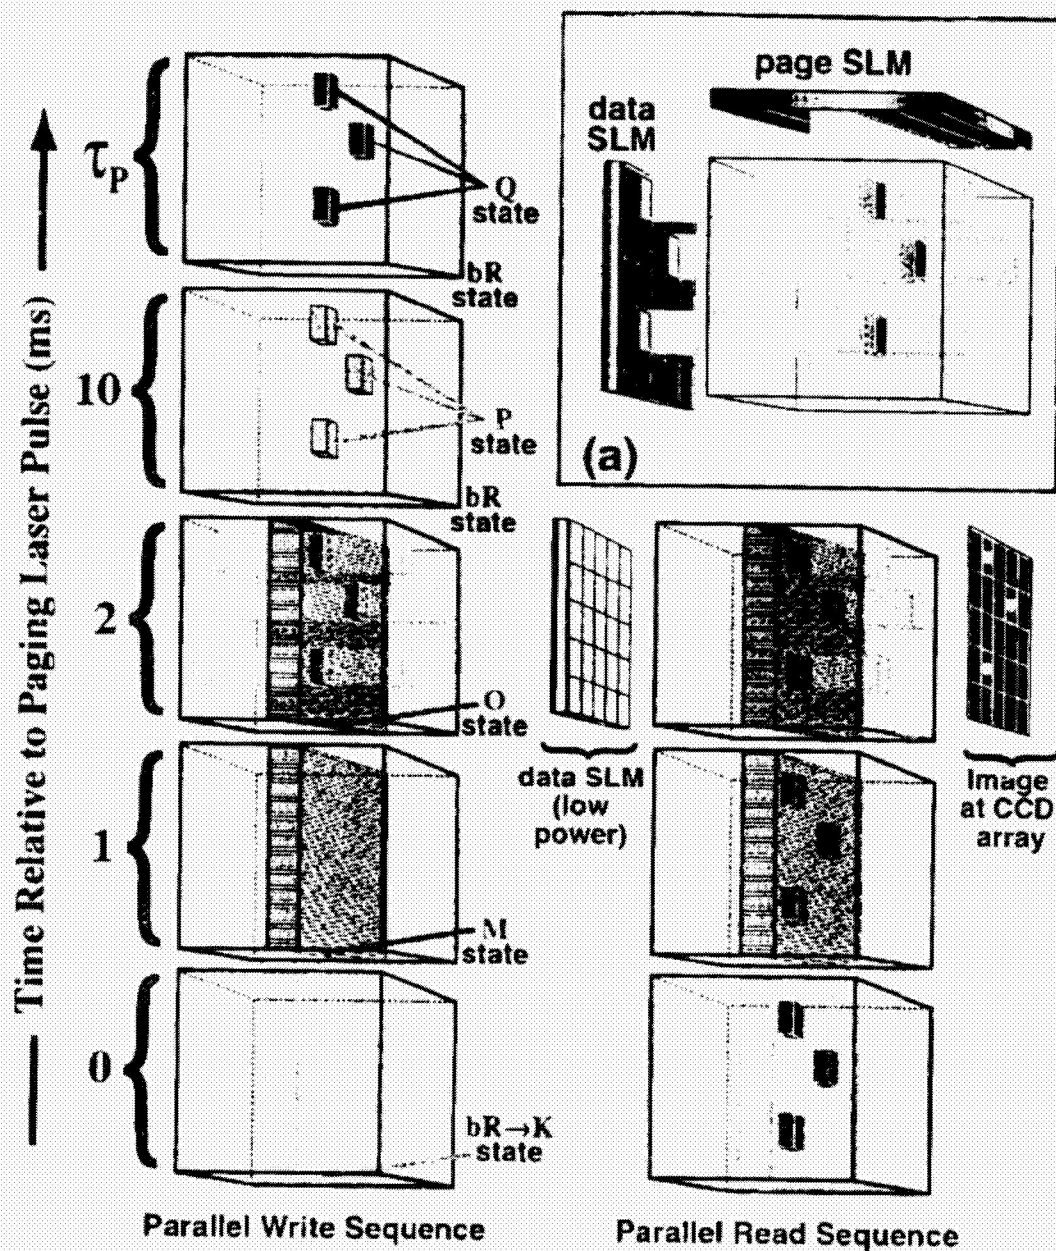 Time Relative to Paging Laser Pulse (ms)
τP
Q
state
bR
state
10
P
state
bR
state
2
O
state
1
M
state
0
bR→K
state
Parallel Write Sequence
page SLM
data
SLM
(a)
data SLM
(low
power)
Image
at CCD
array
Parallel Read Sequence